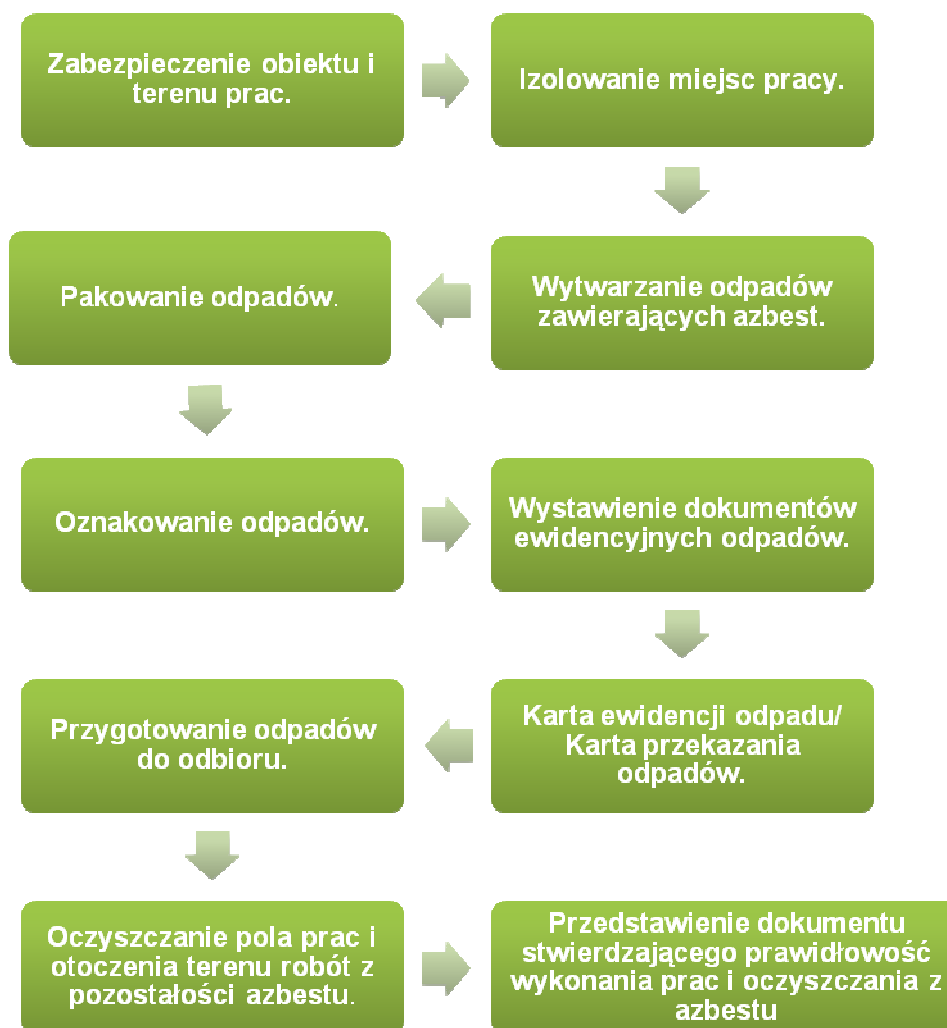 Zabezpieczenie obiektu i
terenu prac.
Izolowanie miejsc pracy.
Wytwarzanie odpadów
zawierających azbest.
Pakowanie odpadów.
Oznakowanie odpadów.
Wystawienie dokumentów
ewidencyjnych odpadów.
Karta ewidencji odpadu/
Karta przekazania
odpadów.
Przygotowanie odpadów
do odbioru.
Oczyszczanie pola prac i
otoczenia terenu robót z
pozostałości azbestu.
Przedstawienie dokumentu
stwierdzającego prawidłowość
wykonania prac i oczyszczania z
azbestu